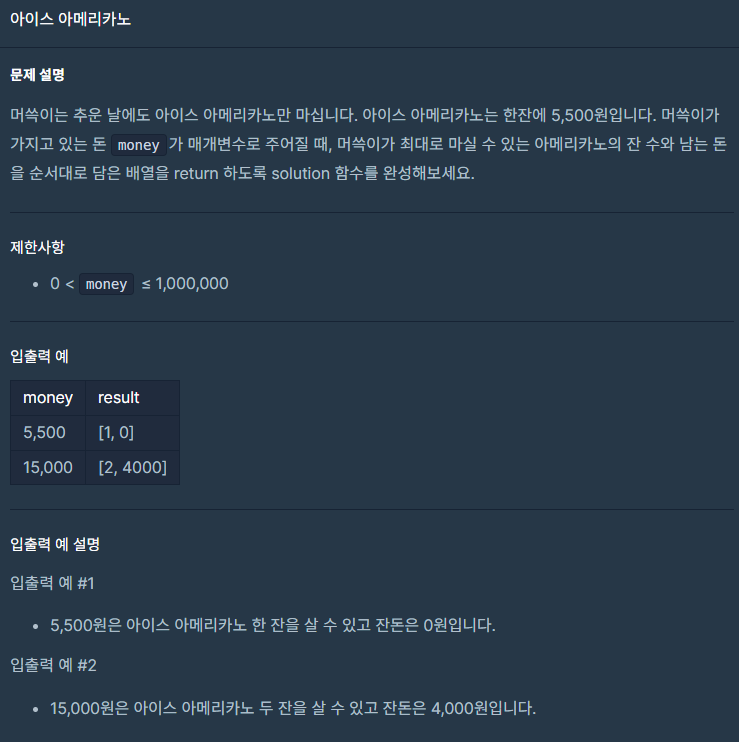 아이스 아메리카노
문제 설명
머쓱이는 추운 날에도 아이스 아메리카노만 마십니다. 아이스 아메리카노는 한잔에 5,500원입니다. 머쓱이가
가지고 있는 돈 money가 매개변수로 주어질 때, 머쓱이가 최대로 마실 수 있는 아메리카노의 잔 수와 남는 돈
을 순서대로 담은 배열을 return 하도록 solution 함수를 완성해보세요.
제한사항
• 0 < money ≤ 1,000,000
입출력 예
money result
5,500 [1, 0]
15,000 [2, 4000]
입출력 예 설명
입출력 예 #1
• 5,500원은 아이스 아메리카노 한 잔을 살 수 있고 잔돈은 0원입니다.
입출력 예 #2
• 15,000원은 아이스 아메리카노 두 잔을 살 수 있고 잔돈은 4,000원입니다.